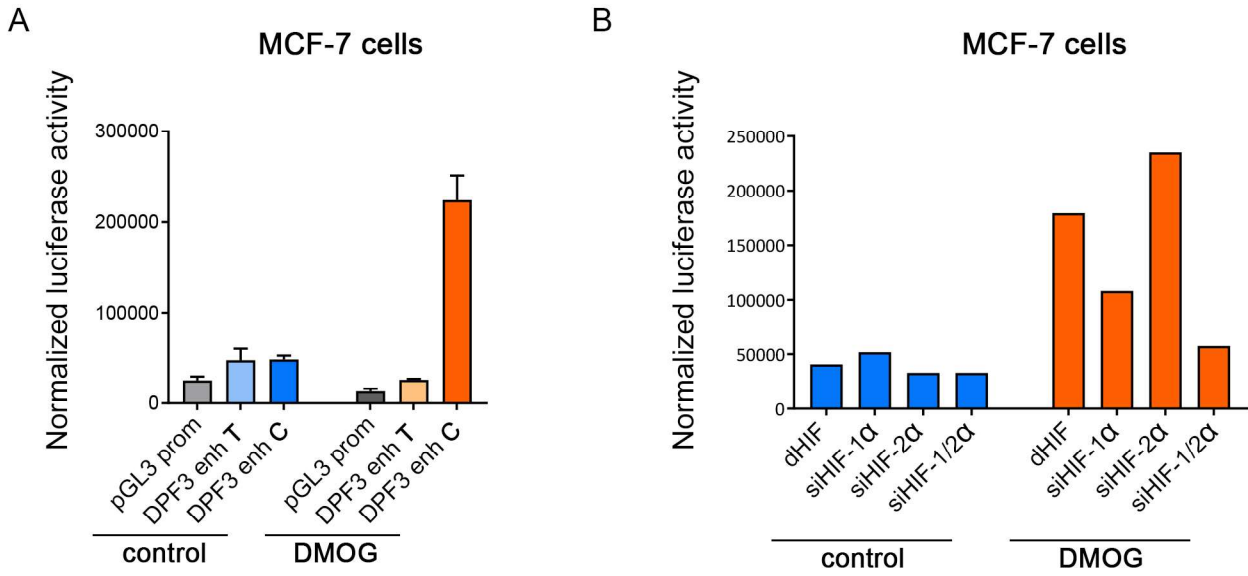 A
MCF-7 cells
Normalized luciferase activity
300000
200000
100000
0
pGL3 prom
DPF3 enh T
DPF3 enh C
pGL3 prom
DPF3 enh T
DPF3 enh C
control
DMOG
B
MCF-7 cells
Normalized luciferase activity
250000
200000
150000
100000
50000
0
dHIF
siHIF-1α
siHIF-2α
siHIF-1/2α
dHIF
siHIF-1α
siHIF-2α
siHIF-1/2α
control
DMOG